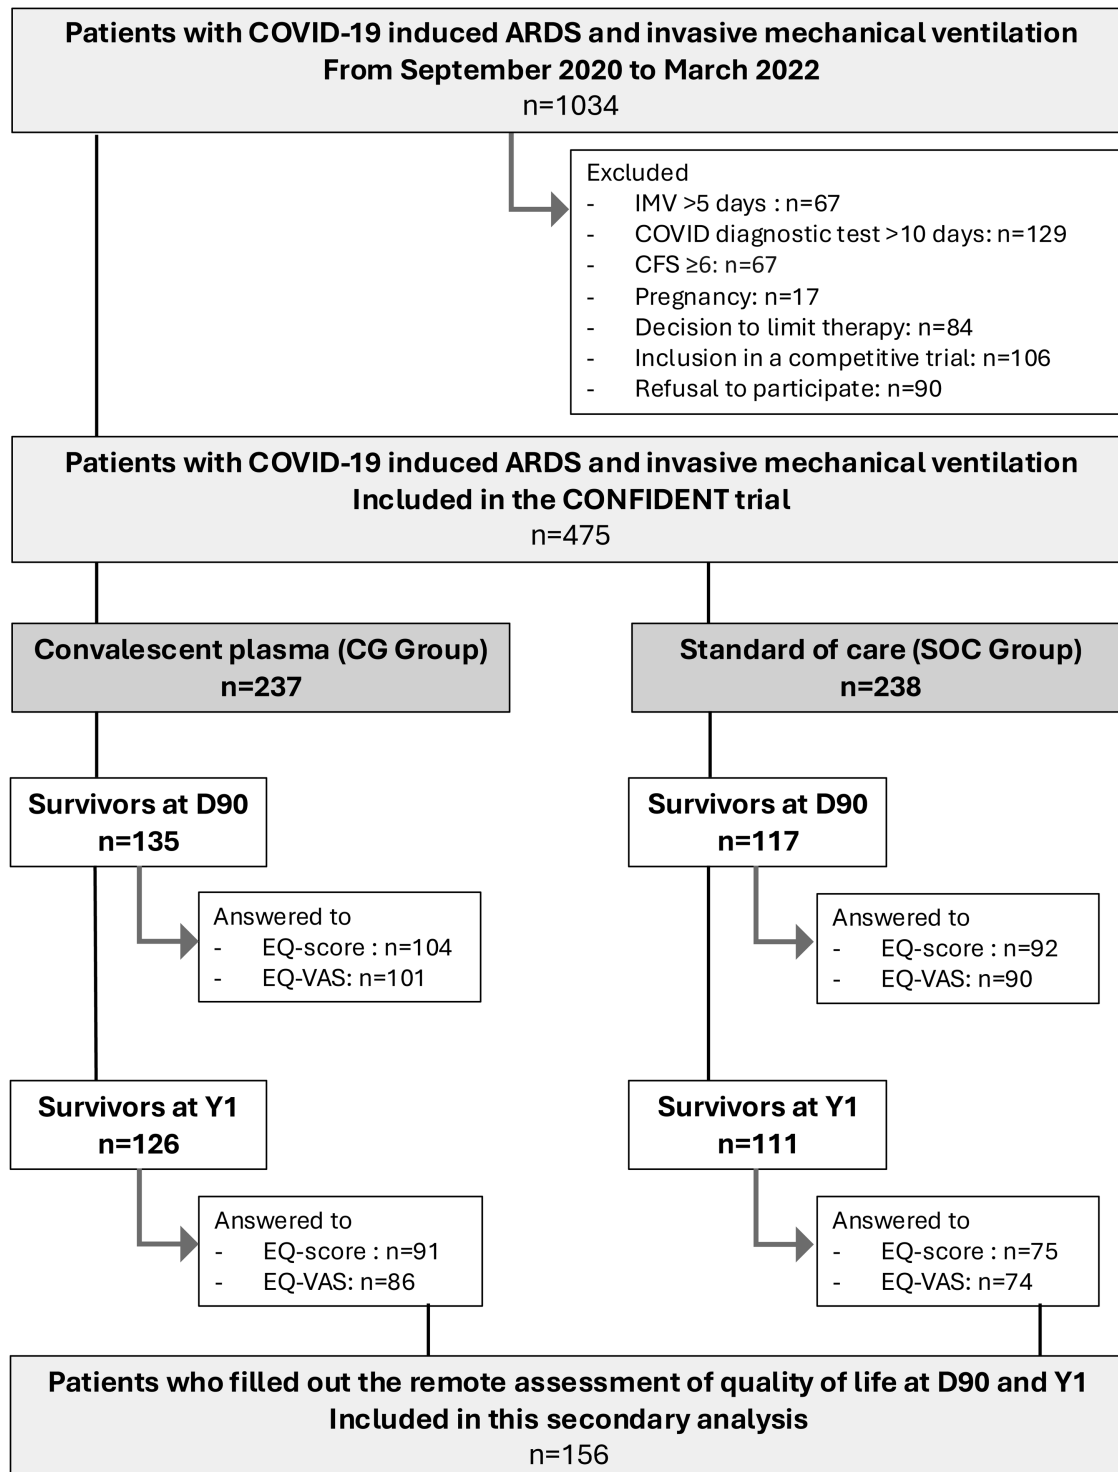 Patients with COVID-19 induced ARDS and invasive mechanical ventilation
From September 2020 to March 2022
n=1034
Excluded
- IMV >5 days : n=67
- COVID diagnostic test >10 days: n=129
- CFS ≥6: n=67
- Pregnancy: n=17
- Decision to limit therapy: n=84
- Inclusion in a competitive trial: n=106
- Refusal to participate: n=90
Patients with COVID-19 induced ARDS and invasive mechanical ventilation
Included in the CONFIDENT trial
n=475
Convalescent plasma (CG Group)
n=237
Standard of care (SOC Group)
n=238
Survivors at D90
n=135
Survivors at D90
n=117
Answered to
- EQ-score : n=104
- EQ-VAS: n=101
Answered to
- EQ-score : n=92
- EQ-VAS: n=90
Survivors at Y1
n=126
Survivors at Y1
n=111
Answered to
- EQ-score : n=91
- EQ-VAS: n=86
Answered to
- EQ-score : n=75
- EQ-VAS: n=74
Patients who filled out the remote assessment of quality of life at D90 and Y1
Included in this secondary analysis
n=156